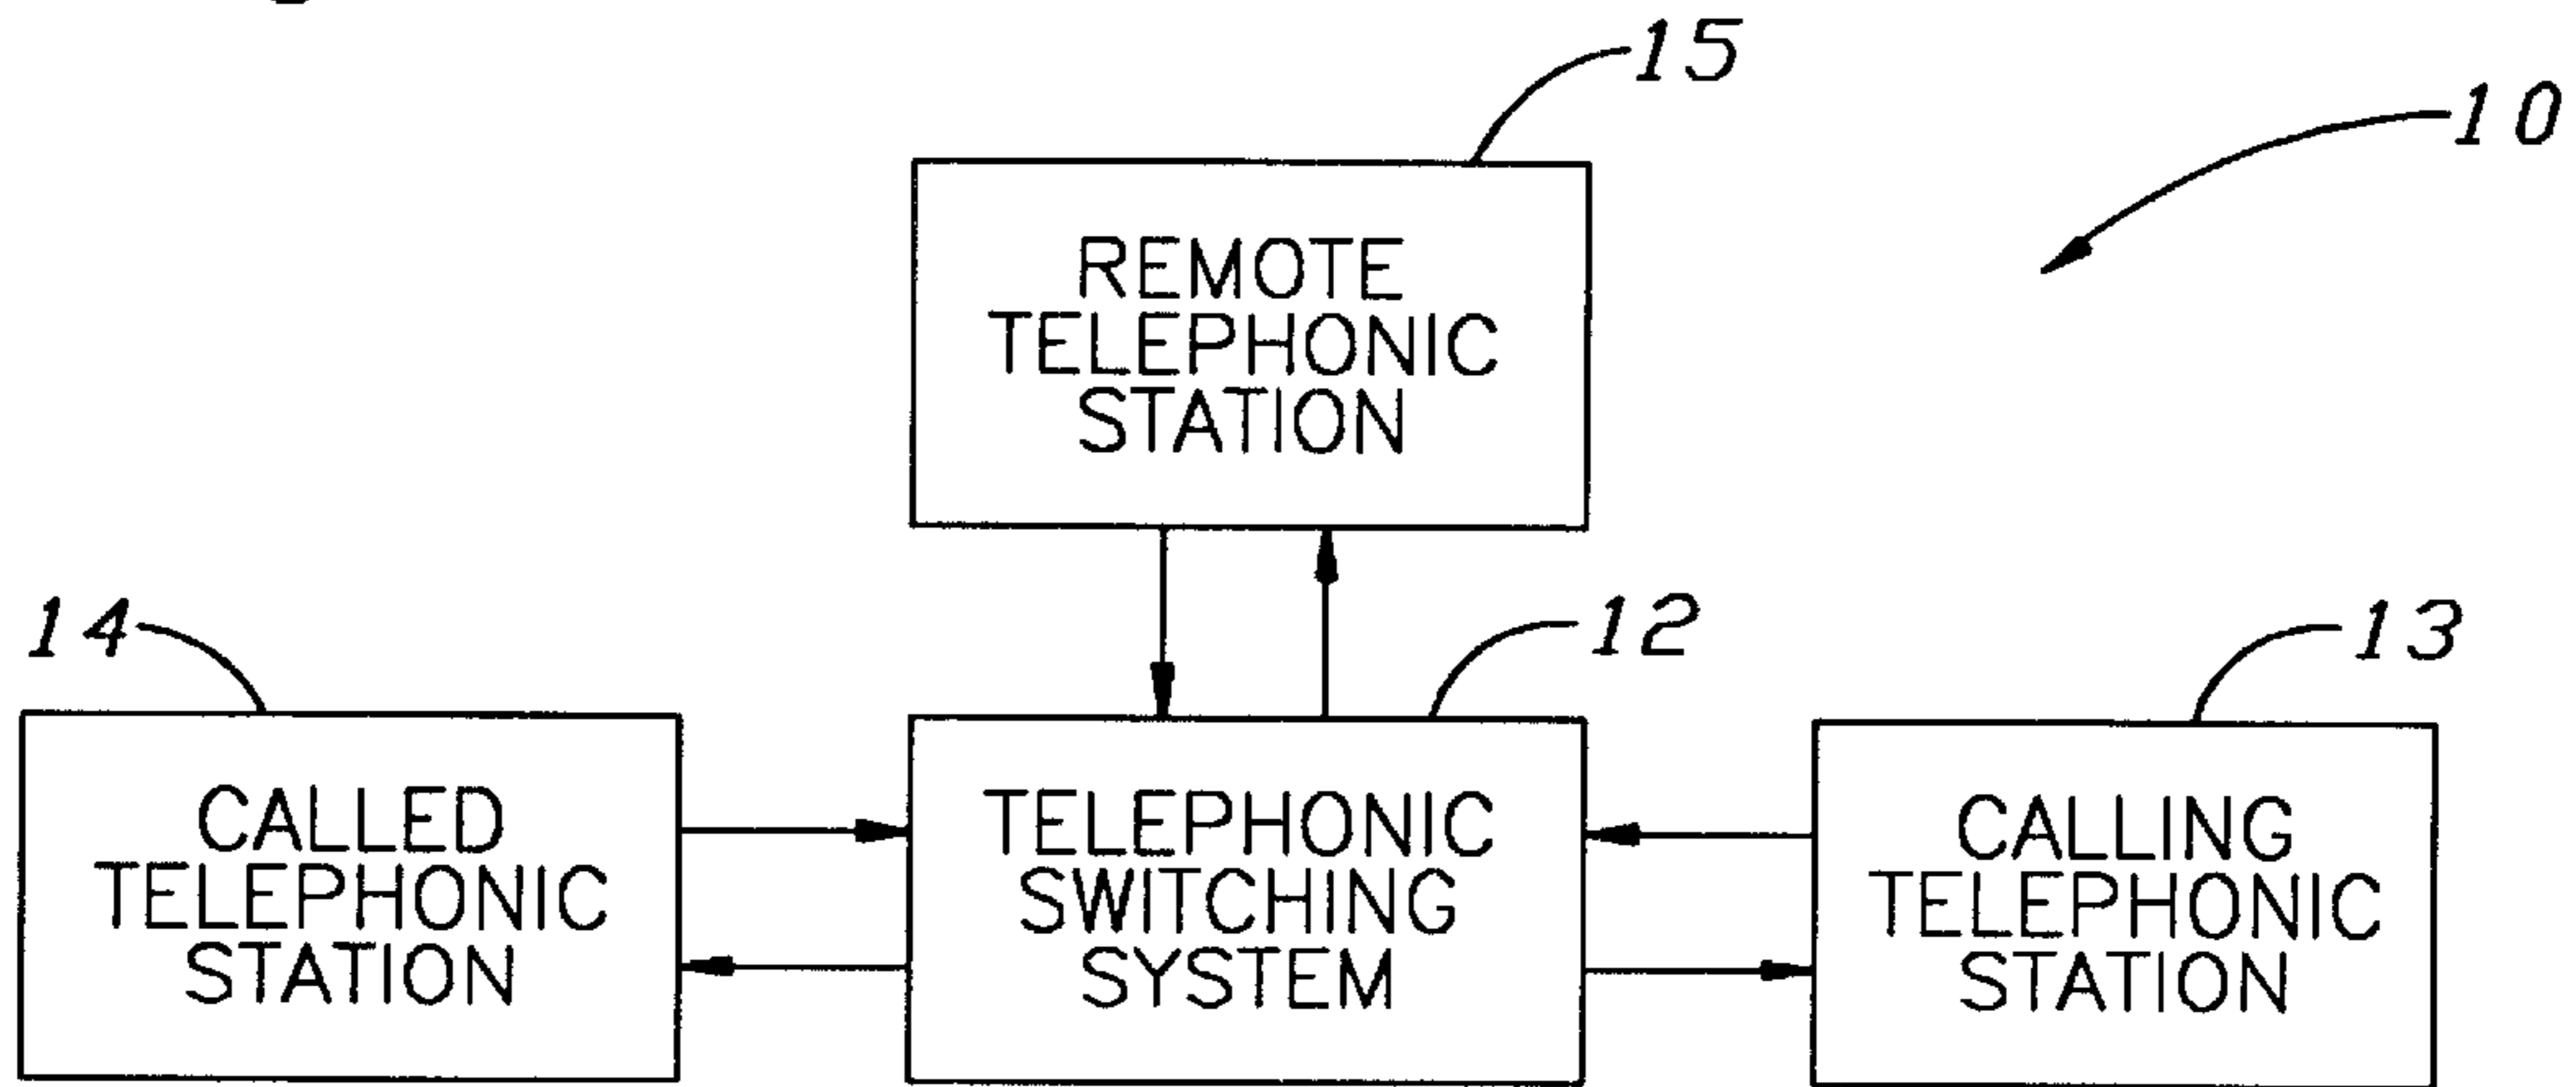 15
10
REMOTE
TELEPHONIC
STATION
14
12
13
CALLED
TELEPHONIC
STATION
TELEPHONIC
SWITCHING
SYSTEM
CALLING
TELEPHONIC
STATION